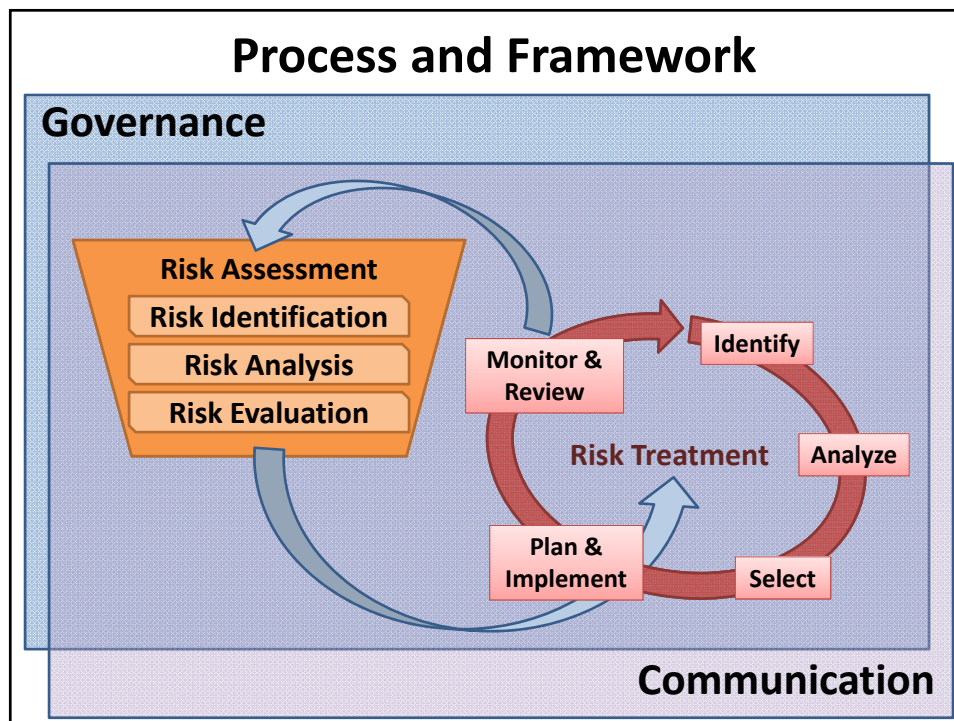 Process and Framework
Governance
Risk Assessment
Risk Identification
Risk Analysis
Risk Evaluation
Identify
Monitor &
Review
Risk Treatment
Analyze
Plan &
Implement
Select
Communication